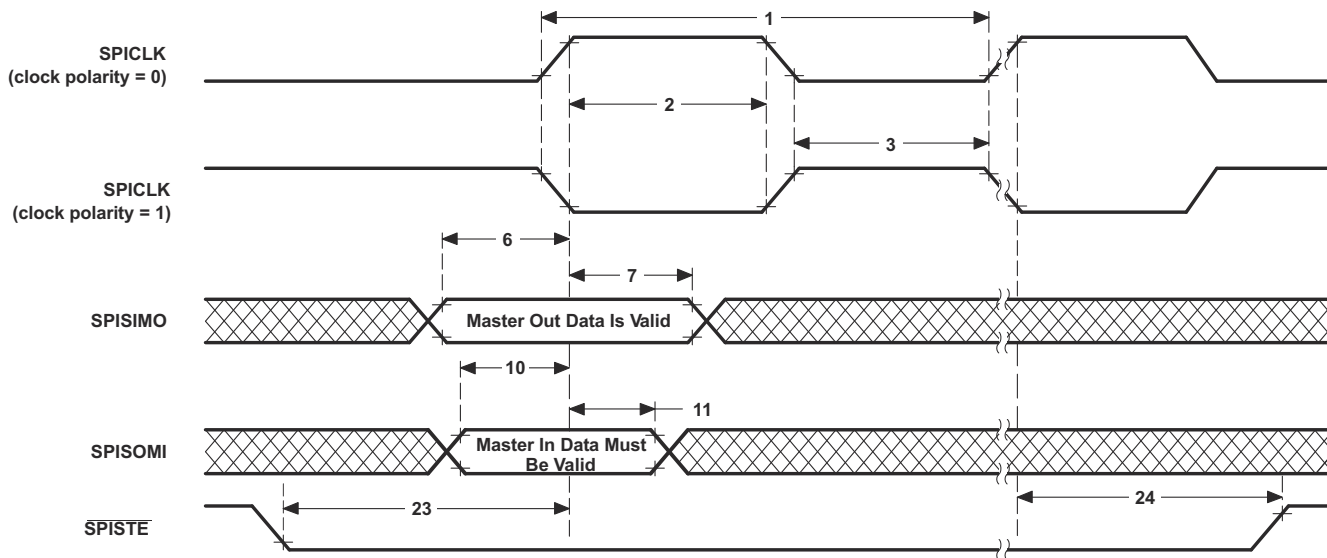 1
SPICLK
(clock polarity = 0)
2
3
SPICLK
(clock polarity = 1)
6
7
SPISIMO
Master Out Data Is Valid
10
11
SPISOMI
Master In Data Must
Be Valid
23
24
SPISTE